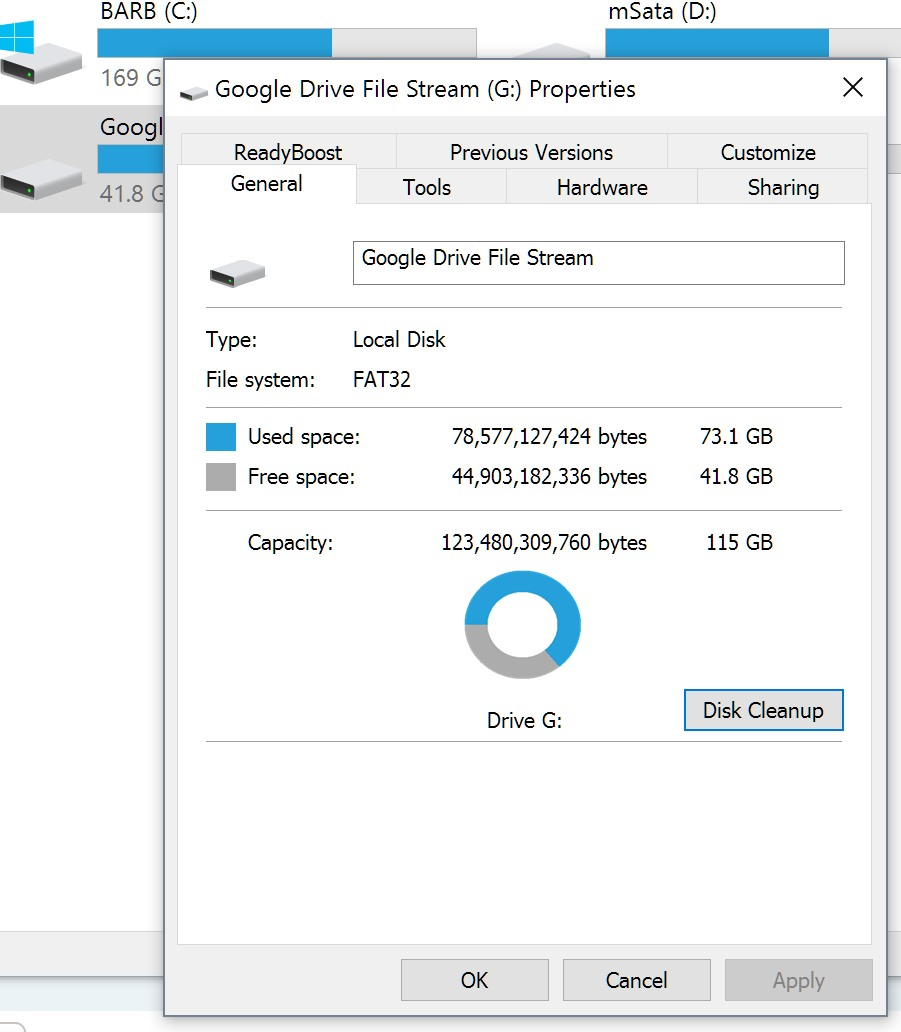 BARB (C:)
mSata (D:)
169 G
Googl
41.8 G
Google Drive File Stream (G:) Properties
ReadyBoost Previous Versions Customize
General Tools Hardware Sharing
Google Drive File Stream
Type: Local Disk
File system: FAT32
Used space: 78,577,127,424 bytes 73.1 GB
Free space: 44,903,182,336 bytes 41.8 GB
Capacity: 123,480,309,760 bytes 115 GB
Drive G:
Disk Cleanup
OK Cancel Apply